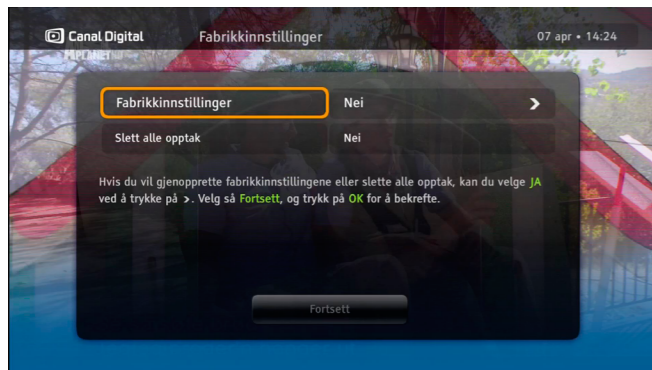 Canal Digital Fabrikkinnstillinger 07 apr • 14:24
PLANET
Fabrikkinnstillinger Nei >
Slett alle opptak Nei
Hvis du vil gjenopprette fabrikkinnstillingene eller slette alle opptak, kan du velge JA
ved å trykke på >. Velg så Fortsett, og trykk på OK for å bekrefte.
Fortsett